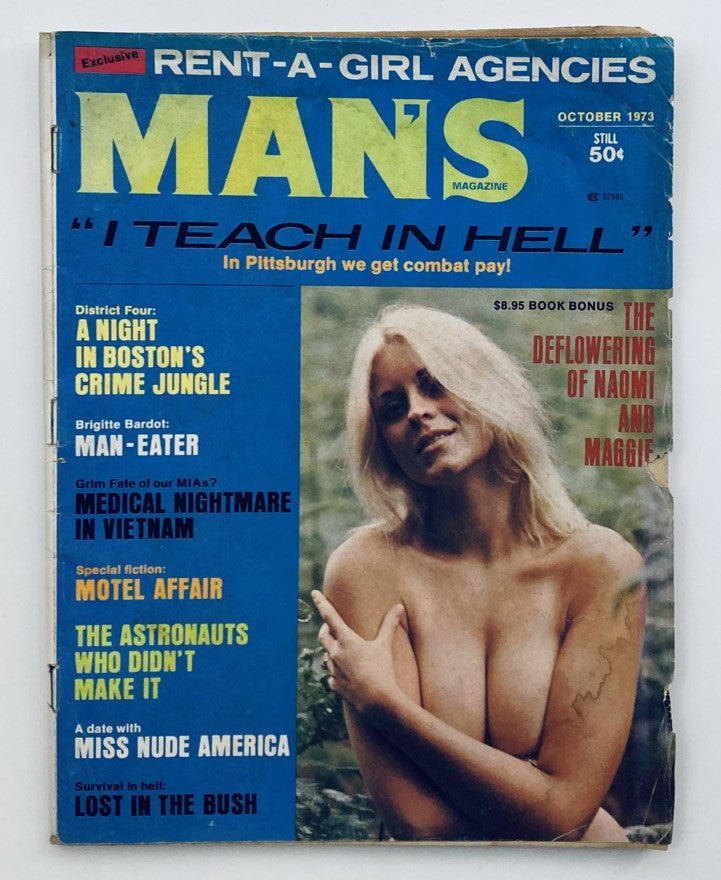 Exclusive RENT-A-GIRL AGENCIES
MAN'S
MAGAZINE
OCTOBER 1973
STILL
50¢
02888
"I TEACH IN HELL"
In Pittsburgh we get combat pay!
District Four:
A NIGHT
IN BOSTON'S
CRIME JUNGLE
Brigitte Bardot:
MAN-EATER
Grim Fate of our MIAs?
MEDICAL NIGHTMARE
IN VIETNAM
Special fiction:
MOTEL AFFAIR
THE ASTRONAUTS
WHO DIDN'T
MAKE IT
A date with
MISS NUDE AMERICA
Survival in hell:
LOST IN THE BUSH
$8.95 BOOK BONUS
THE
DEFLOWERING
OF NAOMI
AND
MAGGIE